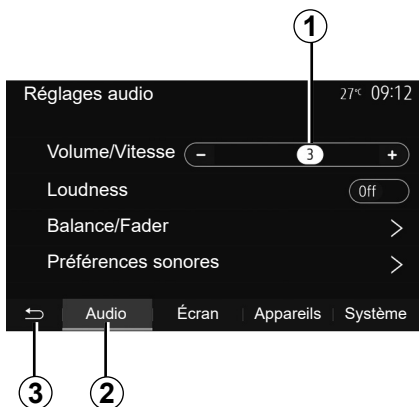 1
Réglages audio 27°C 09:12
Volume/Vitesse - 3 +
Loudness Off
Balance/Fader >
Préférences sonores >
Audio Écran Appareils Système
3 2